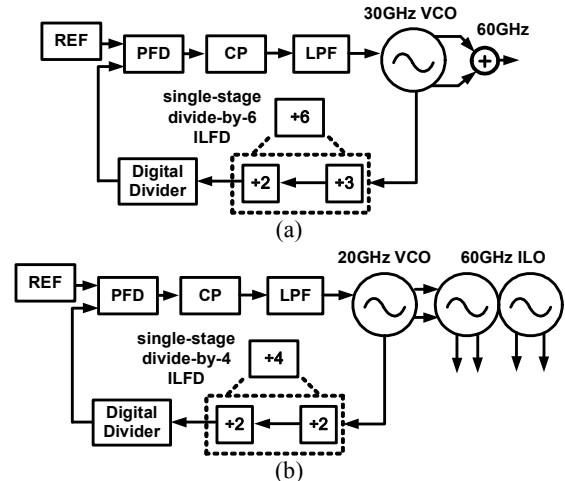 30GHz VCO
60GHz
REF
PFD
CP
LPF
+
single-stage
divide-by-6
ILFD
÷6
Digital
Divider
÷2
÷3
(a)
20GHz VCO
60GHz ILO
REF
PFD
CP
LPF
single-stage
divide-by-4
ILFD
÷4
Digital
Divider
÷2
÷2
(b)